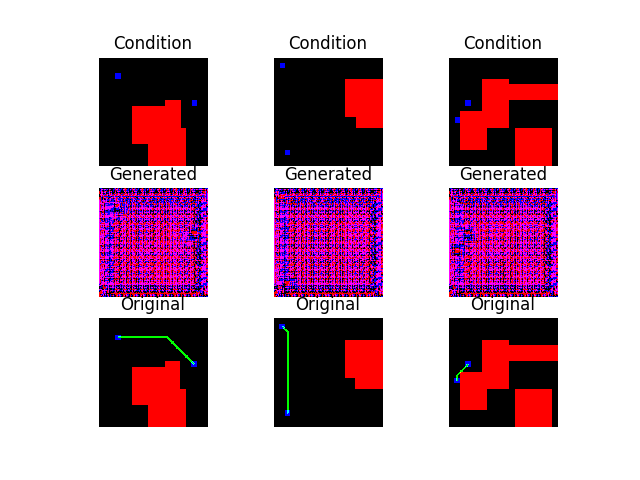 Condition
Condition
Condition
Generated
Generated
Generated
Original
Original
Original